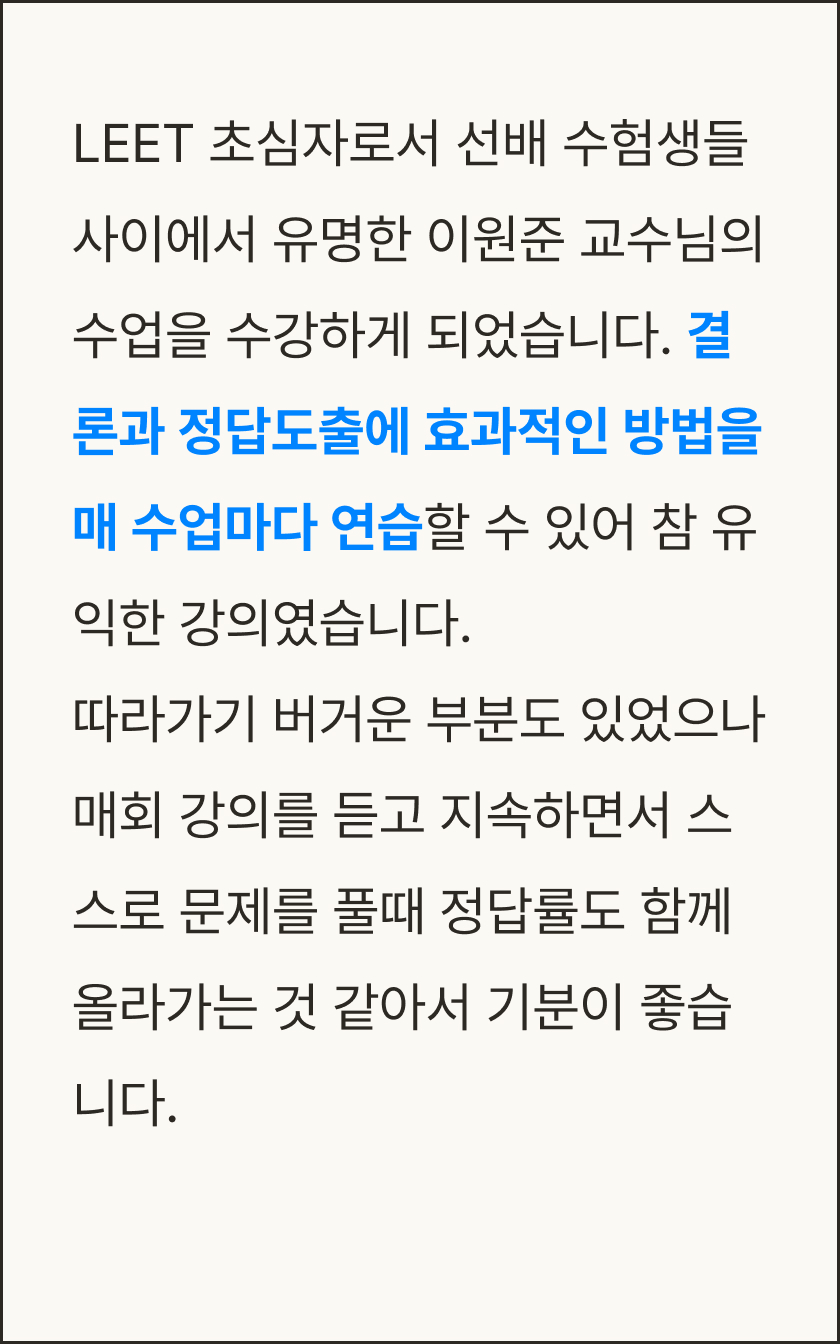 LEET 초심자로서 선배 수험생들
사이에서 유명한 이원준 교수님의
수업을 수강하게 되었습니다. 결
론과 정답도출에 효과적인 방법을
매 수업마다 연습할 수 있어 참 유
익한 강의였습니다.
따라가기 버거운 부분도 있었으나
매회 강의를 듣고 지속하면서 스
스로 문제를 풀때 정답률도 함께
올라가는 것 같아서 기분이 좋습
니다.